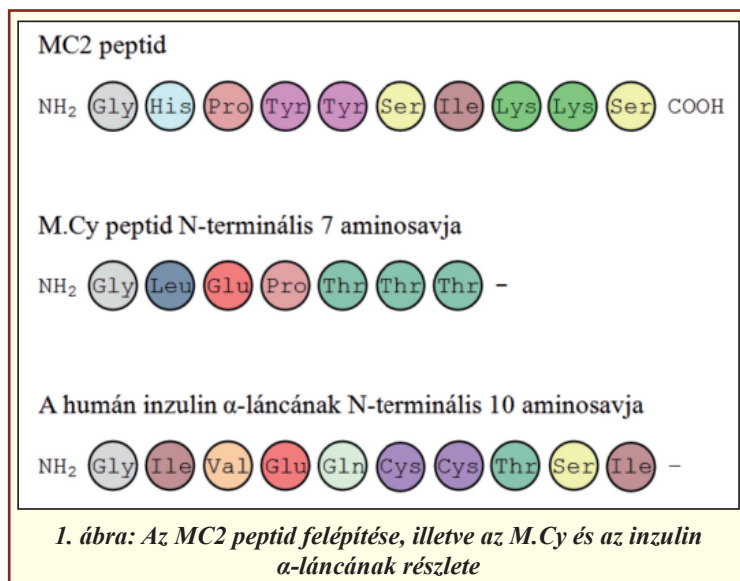 MC2 peptid
NH₂ Gly His Pro Tyr Tyr Ser Ile Lys Lys Ser COOH
M.Cy peptid N-terminális 7 aminosavja
NH₂ Gly Leu Glu Pro Thr Thr Thr -
A humán inzulin α-láncának N-terminális 10 aminosavja
NH₂ Gly Ile Val Glu Gln Cys Cys Thr Ser Ile -
1. ábra: Az MC2 peptid felépítése, illetve az M.Cy és az inzulin
α-láncának részlete